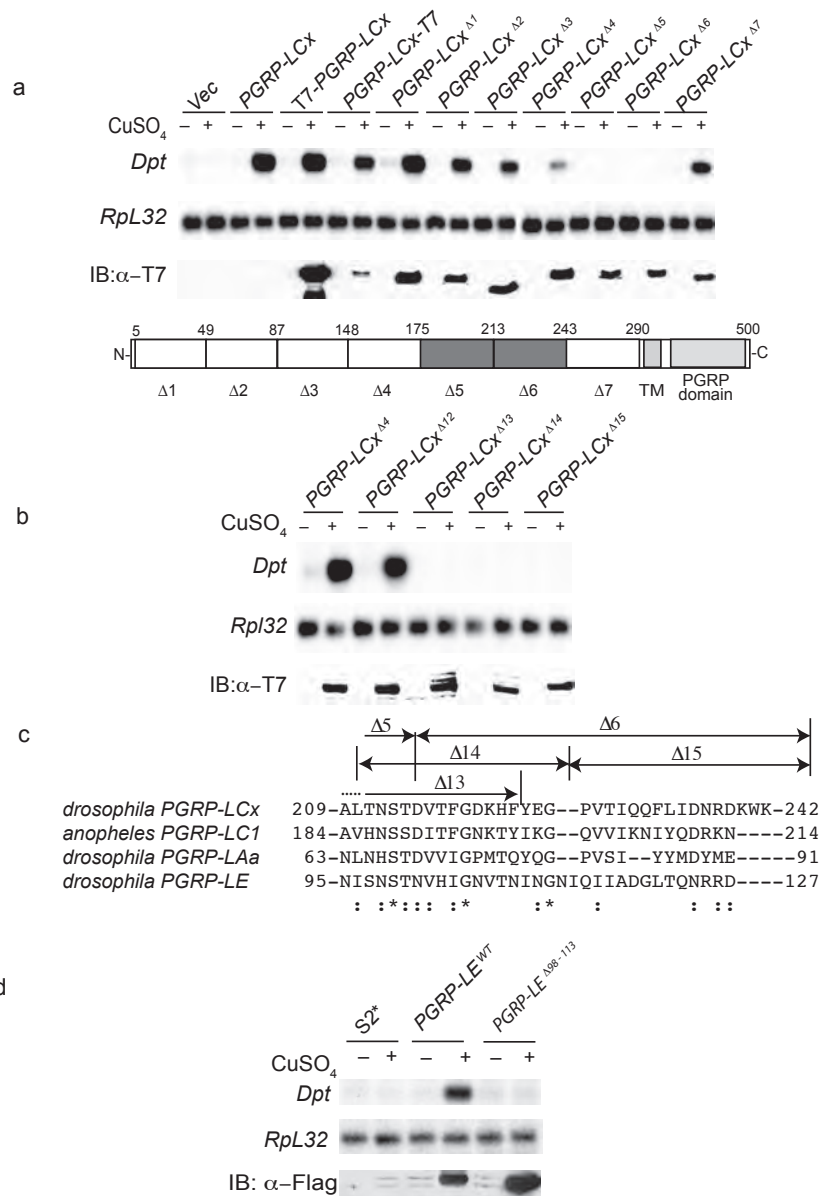 a
Vec PGRP-LCx T7-PGRP-LCx PGRP-LCx-T7 PGRP-LCx Δ1 PGRP-LCx Δ2 PGRP-LCx Δ3 PGRP-LCx Δ4 PGRP-LCx Δ5 PGRP-LCx Δ6 PGRP-LCx Δ7
CuSO4 – + – + – + – + – + – + – + – + – + – + – +
Dpt
RpL32
IB:α–T7
5 49 87 148 175 213 243 290 500
N- -C
Δ1 Δ2 Δ3 Δ4 Δ5 Δ6 Δ7 TM PGRP
domain
b
PGRP-LCx Δ4 PGRP-LCx Δ12 PGRP-LCx Δ13 PGRP-LCx Δ14 PGRP-LCx Δ15
CuSO4 – + – + – + – + – +
Dpt
Rpl32
IB:α–T7
c
Δ5 Δ6
Δ14 Δ15
Δ13
drosophila PGRP-LCx 209-ALTNSTDVTFGDKHFYEG--PVTIQQFLIDNRDKWK-242
anopheles PGRP-LC1 184-AVHNSSDNKTYIKG--QVVIKNIYQDRKN----214
drosophila PGRP-LAa 63-NLNHSTDVVIGPMTQYQG--PVSI--YYMDYME----91
drosophila PGRP-LE 95-NISNSTNVHIGNVTNINGNIQIIADGLTQNRRD----127
: :*::: :* :* : : ::
d
S2* PGRP-LE WT PGRP-LE Δ98-113
CuSO4 – + – + – +
Dpt
RpL32
IB: α–Flag